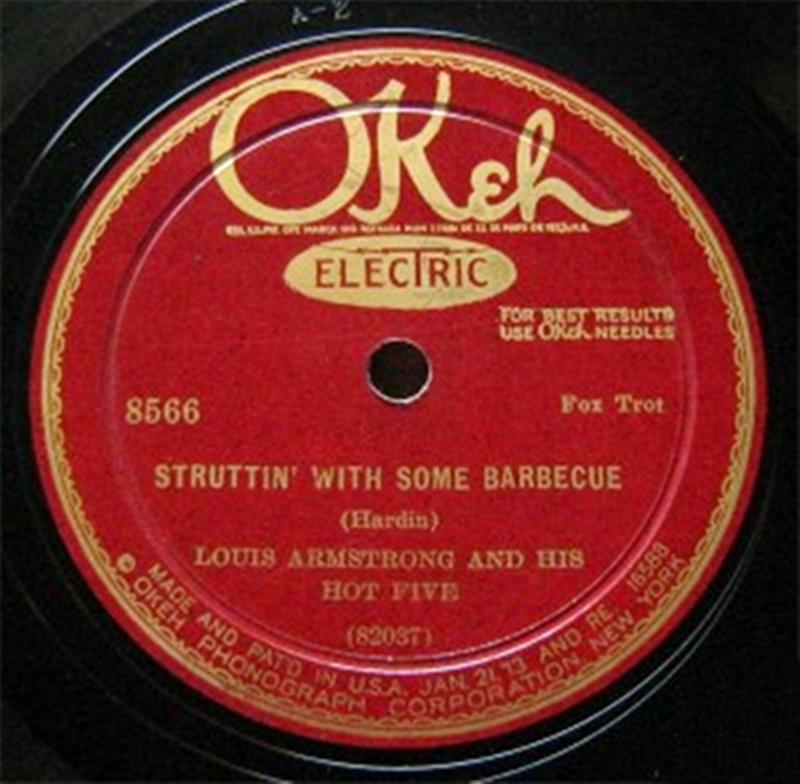 A-2
OKeh
ELECTRIC
FOR BEST RESULTS
USE OKeh NEEDLES
8566
Fox Trot
STRUTTIN' WITH SOME BARBECUE
(Hardin)
LOUIS ARMSTRONG AND HIS
HOT FIVE
(82037)
© MADE AND PAT'D IN U.S.A. JAN. 21, '13 AND RE. 16588
OKEH PHONOGRAPH CORPORATION NEW YORK